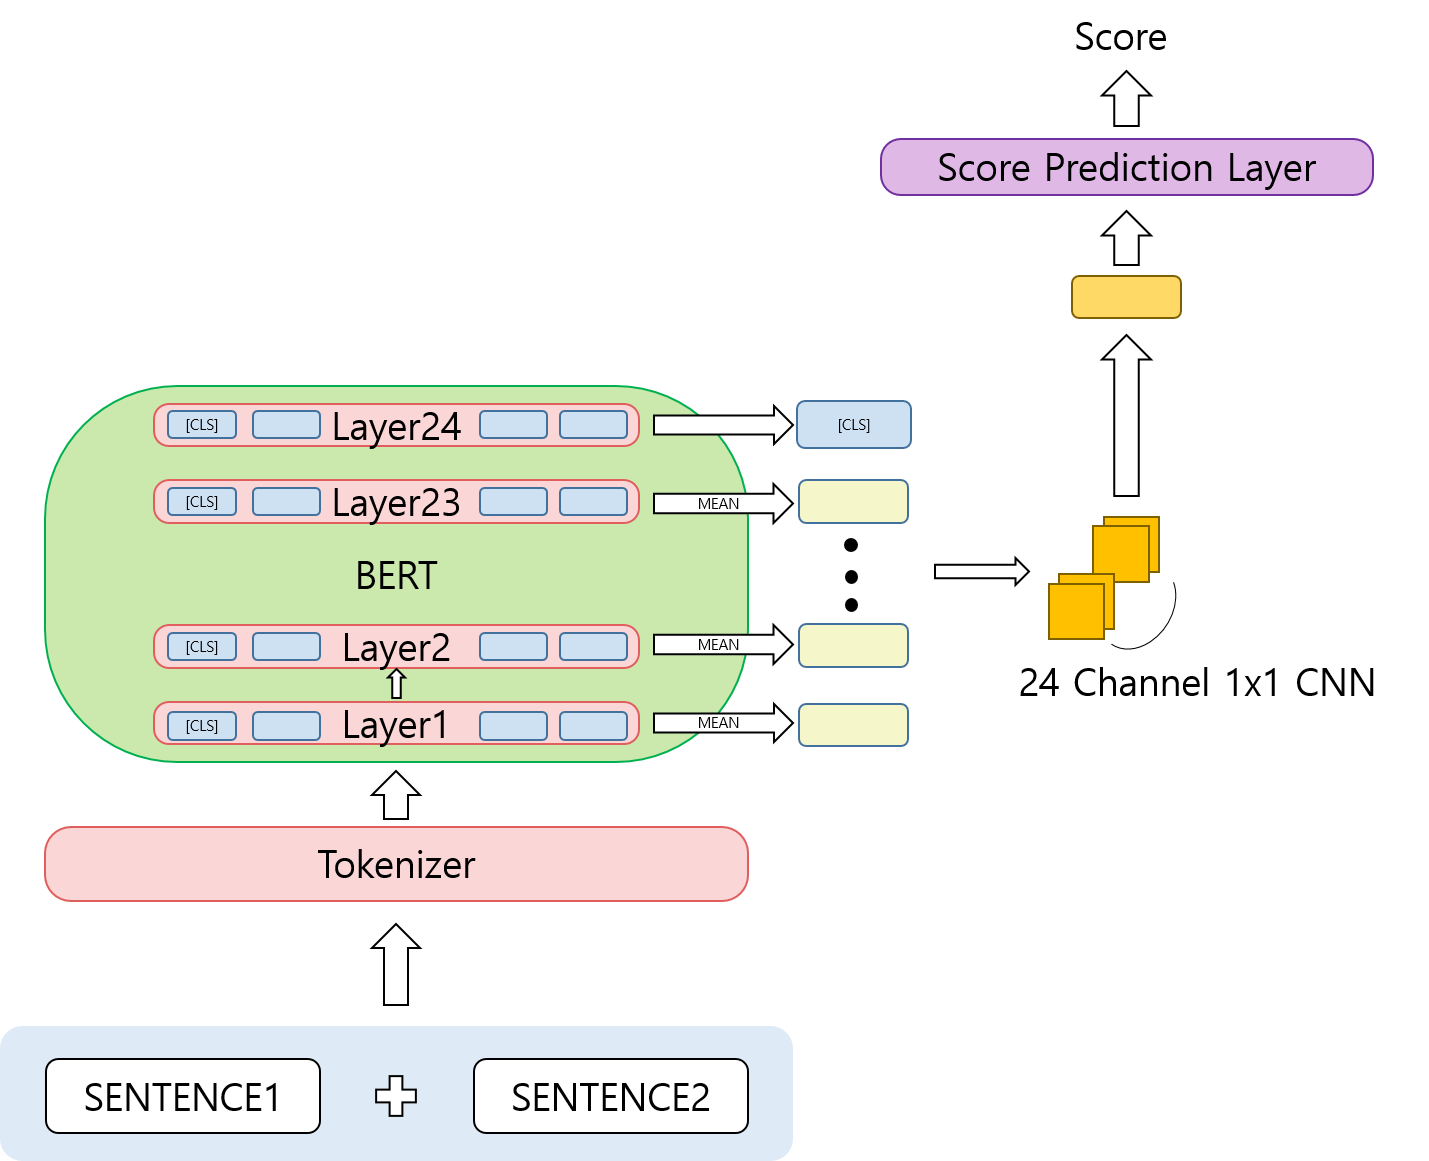 Score
Score Prediction Layer
[CLS] Layer24
[CLS]
[CLS] Layer23
MEAN
BERT
[CLS] Layer2
MEAN
[CLS] Layer1
MEAN
24 Channel 1x1 CNN
Tokenizer
SENTENCE1
SENTENCE2